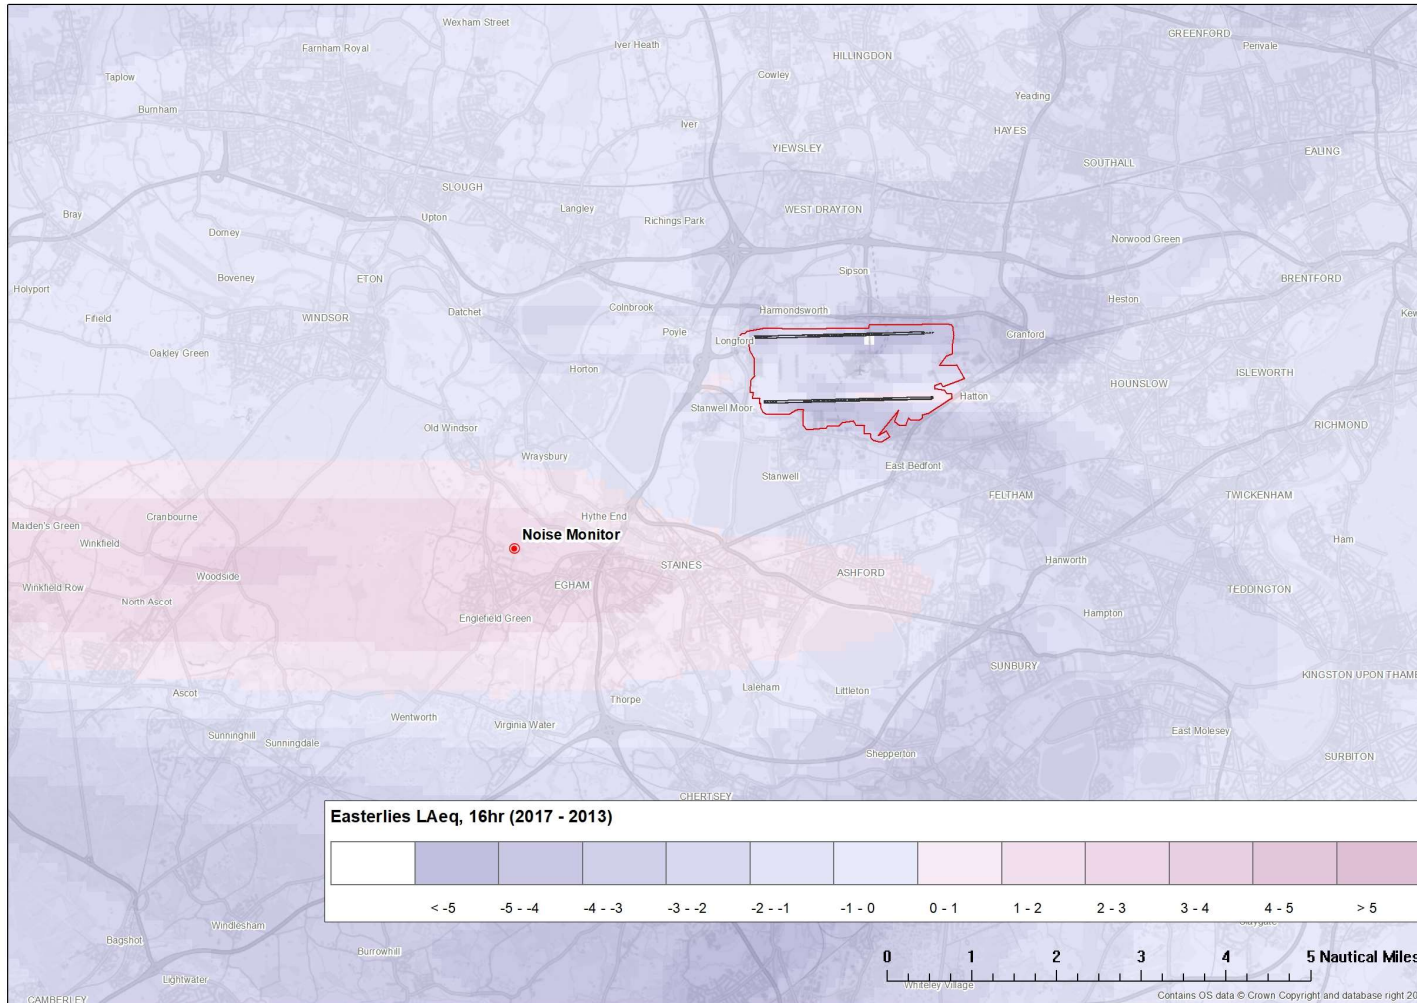 Wexham Street
GREENFORD
Farnham Royal
Iver Heath
Perivale
HILLINGDON
Taplow
Cowley
Yeading
Burnham
Iver
HAYES
YIEWSLEY
EALING
SOUTHALL
SLOUGH
Langley
WEST DRAYTON
Bray
Upton
Richings Park
Dorney
Norwood Green
Sipson
Boveney
ETON
BRENTFORD
Holyport
Heston
Colnbrook
Harmondsworth
Datchet
Fifield
WINDSOR
Poyle
Cranford
Longford
Oakley Green
Horton
ISLEWORTH
HOUNSLOW
Hatton
Stanwell Moor
Old Windsor
RICHMOND
Wraysbury
East Bedfont
Stanwell
FELTHAM
TWICKENHAM
Cranbourne
Hythe End
Maiden's Green
Noise Monitor
Ham
Winkfield
Hanworth
STAINES
ASHFORD
Woodside
Winkfield Row
EGHAM
TEDDINGTON
North Ascot
Hampton
Englefield Green
SUNBURY
KINGSTON UPON THAME
Ascot
Laleham
Littleton
Thorpe
Wentworth
Virginia Water
East Molesey
Sunninghill
Sunningdale
Shepperton
SURBITON
CHERTSEY
Easterlies LAeq, 16hr (2017 - 2013)
< -5 -5 - -4 -4 - -3 -3 - -2 -2 - -1 -1 - 0 0 - 1 1 - 2 2 - 3 3 - 4 4 - 5 > 5
Windlesham
Bagshot
Burrowhill
0 1 2 3 4 5 Nautical Miles
Lightwater
Whiteley Village
CAMBERLEY
Contains OS data © Crown Copyright and database right 20